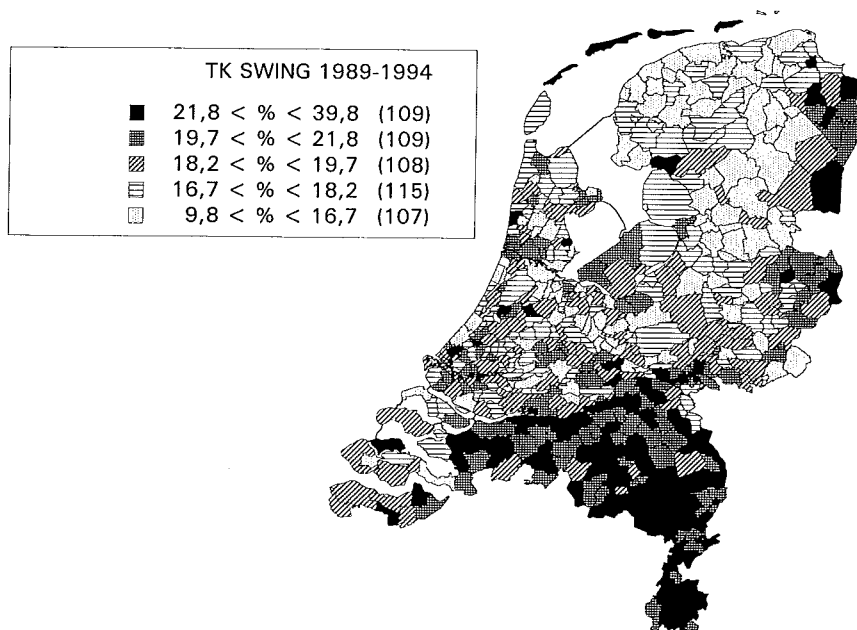 TK SWING 1989-1994
21,8 < % < 39,8 (109)
19,7 < % < 21,8 (109)
18,2 < % < 19,7 (108)
16,7 < % < 18,2 (115)
9,8 < % < 16,7 (107)